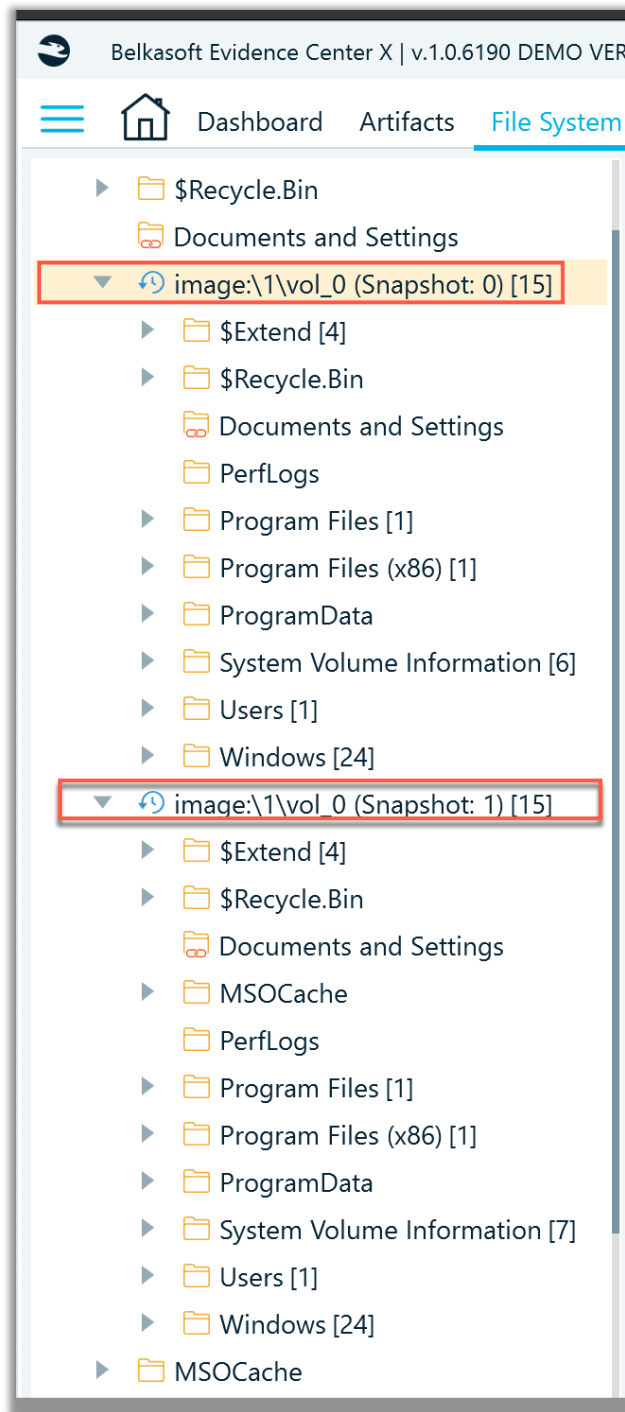 Belkasoft Evidence Center X | v.1.0.6190 DEMO VER
Dashboard Artifacts File System
$Recycle.Bin
Documents and Settings
image:\1\vol_0 (Snapshot: 0) [15]
$Extend [4]
$Recycle.Bin
Documents and Settings
PerfLogs
Program Files [1]
Program Files (x86) [1]
ProgramData
System Volume Information [6]
Users [1]
Windows [24]
image:\1\vol_0 (Snapshot: 1) [15]
$Extend [4]
$Recycle.Bin
Documents and Settings
MSOCache
PerfLogs
Program Files [1]
Program Files (x86) [1]
ProgramData
System Volume Information [7]
Users [1]
Windows [24]
MSOCache